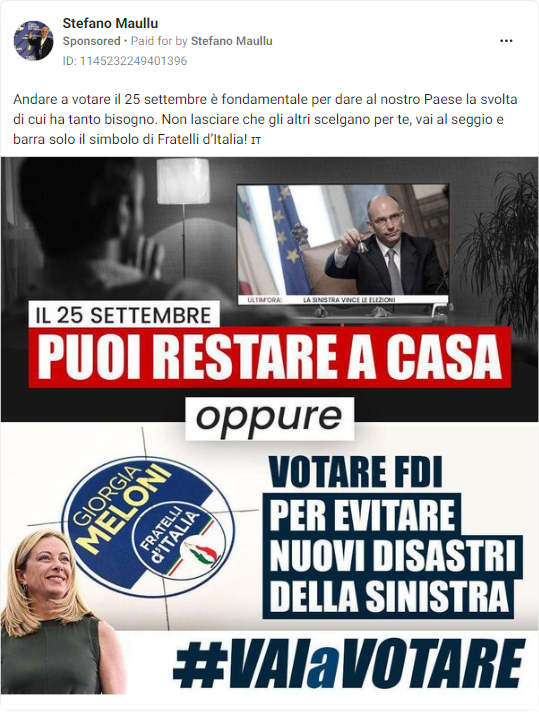 Stefano Maullu
Sponsored • Paid for by Stefano Maullu
ID: 1145232249401396
Andare a votare il 25 settembre è fondamentale per dare al nostro Paese la svolta
di cui ha tanto bisogno. Non lasciare che gli altri scelgano per te, vai al seggio e
barra solo il simbolo di Fratelli d’Italia! IT
ULTIM'ORA: LA SINISTRA VINCE LE ELEZIONI
IL 25 SETTEMBRE
PUOI RESTARE A CASA
oppure
GIORGIA
MELONI
FRATELLI
d'ITALIA
VOTARE FDI
PER EVITARE
NUOVI DISASTRI
DELLA SINISTRA
#VAIaVOTARE